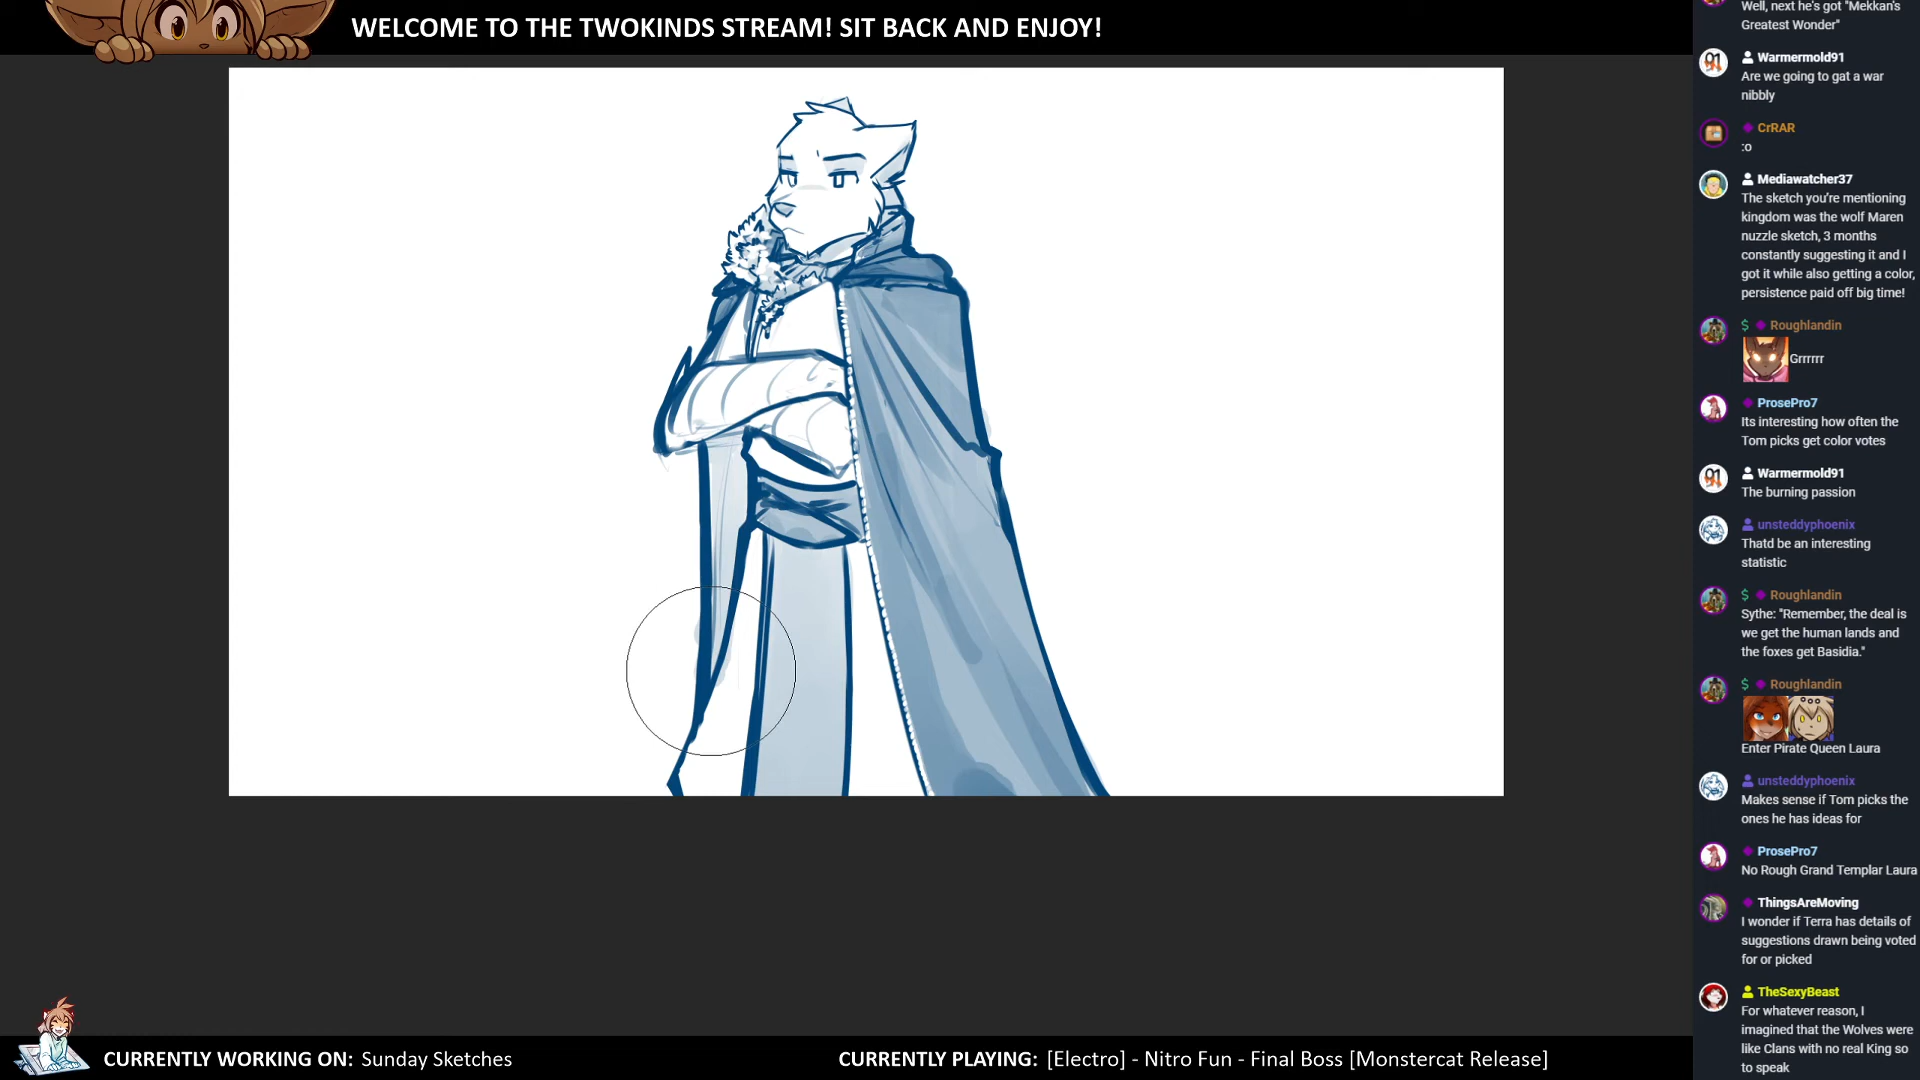 WELCOME TO THE TWOKINDS STREAM! SIT BACK AND ENJOY!
Well, next he's got "Mekkan's
Greatest Wonder"
Warmermold91
Are we going to gat a war
nibbly
CrRAR
:o
Mediawatcher37
The sketch you're mentioning
kingdom was the wolf Maren
nuzzle sketch, 3 months
constantly suggesting it and I
got it while also getting a color,
persistence paid off big time!
$ Roughlandin
Grrrrrr
ProsePro7
Its interesting how often the
Tom picks get color votes
Warmermold91
The burning passion
unsteddyphoenix
Thatd be an interesting
statistic
$ Roughlandin
Sythe: "Remember, the deal is
we get the human lands and
the foxes get Basidia."
$ Roughlandin
Enter Pirate Queen Laura
unsteddyphoenix
Makes sense if Tom picks the
ones he has ideas for
ProsePro7
No Rough Grand Templar Laura
ThingsAreMoving
I wonder if Terra has details of
suggestions drawn being voted
for or picked
TheSexyBeast
For whatever reason, I
imagined that the Wolves were
like Clans with no real King so
to speak
CURRENTLY WORKING ON: Sunday Sketches
CURRENTLY PLAYING: [Electro] - Nitro Fun - Final Boss [Monstercat Release]